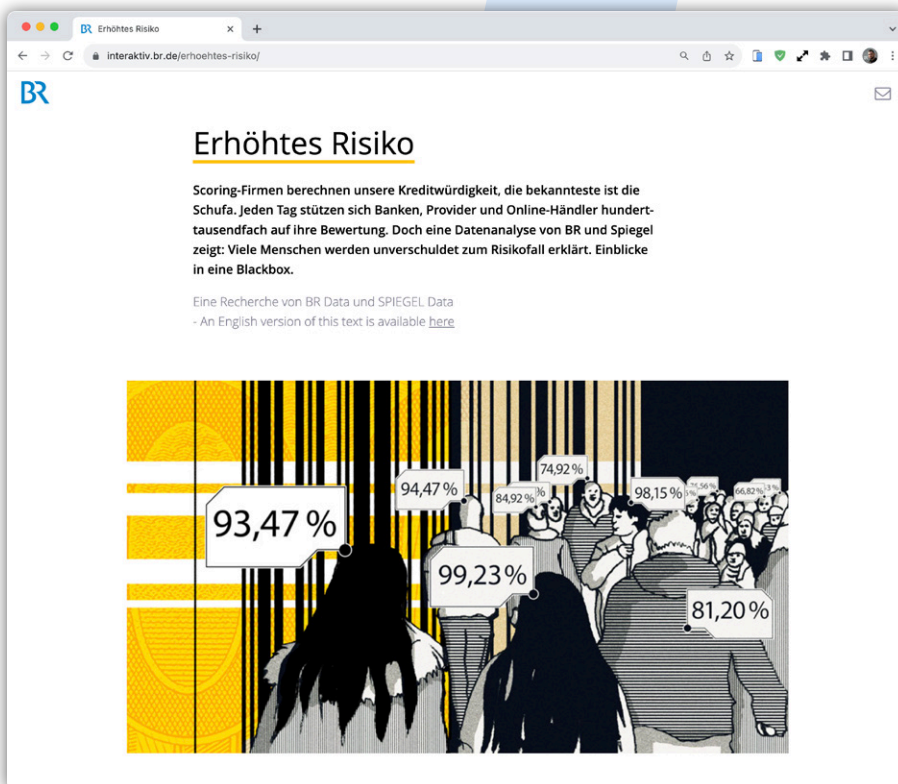 Erhöhtes Risiko
interaktiv.br.de/erhoehtes-risiko/
BR
Erhöhtes Risiko
Scoring-Firmen berechnen unsere Kreditwürdigkeit, die bekannteste ist die
Schufa. Jeden Tag stützen sich Banken, Provider und Online-Händler hundert-
tausendfach auf ihre Bewertung. Doch eine Datenanalyse von BR und Spiegel
zeigt: Viele Menschen werden unverschuldet zum Risikofall erklärt. Einblicke
in eine Blackbox.
Eine Recherche von BR Data und SPIEGEL Data
- An English version of this text is available here
74,92 %
94,47 %
84,92 %
98,15 %
66,82 %
93,47 %
99,23 %
81,20 %